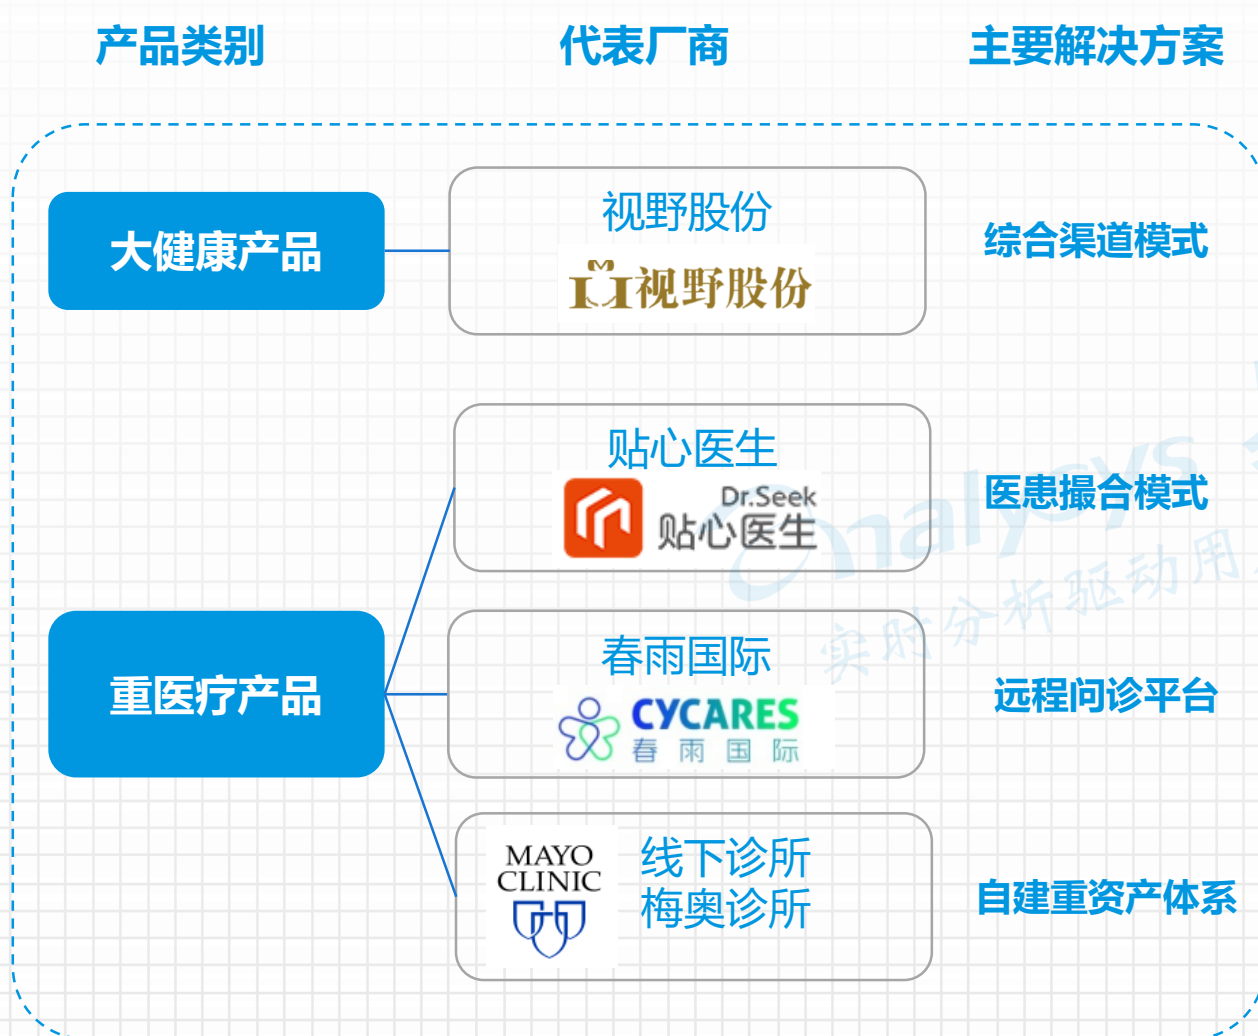 产品类别
代表厂商
主要解决方案
大健康产品
视野股份
视野股份
综合渠道模式
重医疗产品
贴心医生
Dr.Seek
贴心医生
医患撮合模式
春雨国际
CYCARES
春雨国际
远程问诊平台
MAYO
CLINIC
线下诊所
梅奥诊所
自建重资产体系
nalysys
实时分析驱动用